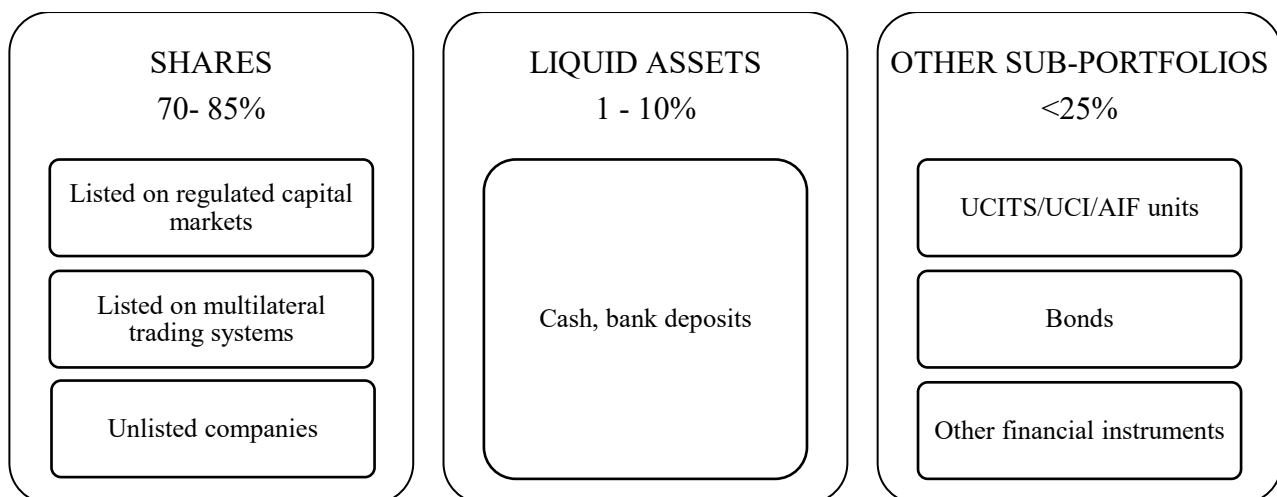 SHARES
70- 85%
Listed on regulated capital
markets
Listed on multilateral
trading systems
Unlisted companies
LIQUID ASSETS
1 - 10%
Cash, bank deposits
OTHER SUB-PORTFOLIOS
<25%
UCITS/UCI/AIF units
Bonds
Other financial instruments